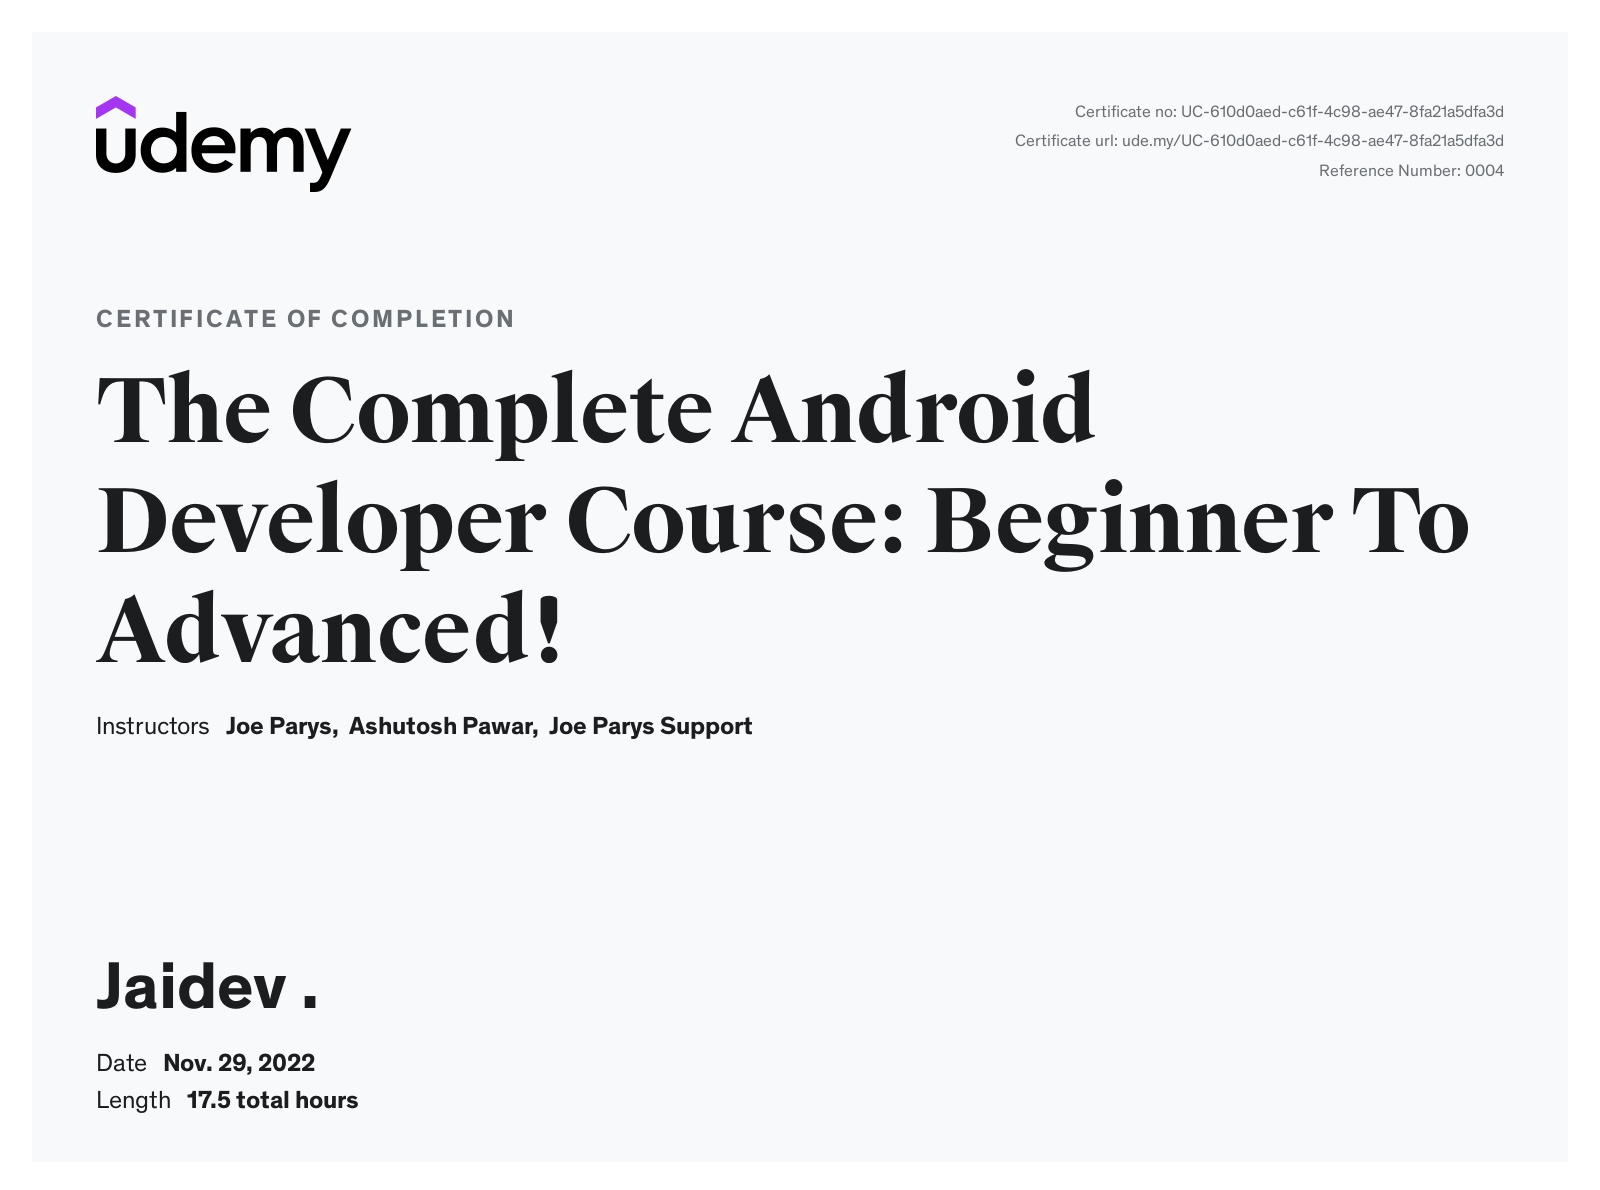 udemy
Certificate no: UC-610d0aed-c61f-4c98-ae47-8fa21a5dfa3d
Certificate url: ude.my/UC-610d0aed-c61f-4c98-ae47-8fa21a5dfa3d
Reference Number: 0004
CERTIFICATE OF COMPLETION
The Complete Android
Developer Course: Beginner To
Advanced!
Instructors Joe Parys, Ashutosh Pawar, Joe Parys Support
Jaidev .
Date Nov. 29, 2022
Length 17.5 total hours